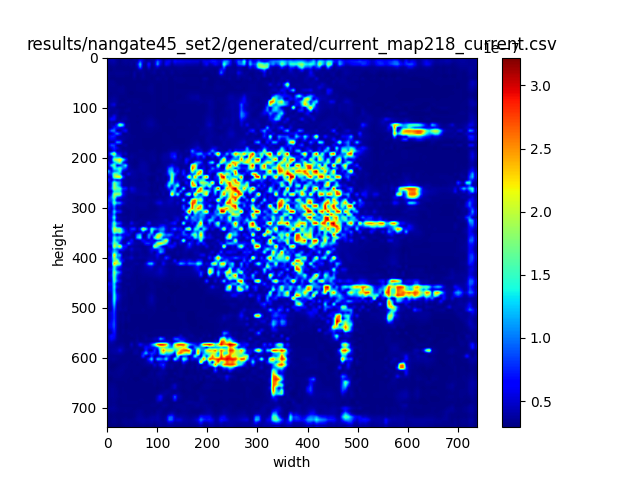 results/nangate45_set2/generated/current_map218_current.csv
1e−7
0
100
200
300
400
500
600
700
height
0 100 200 300 400 500 600 700
width
3.0
2.5
2.0
1.5
1.0
0.5